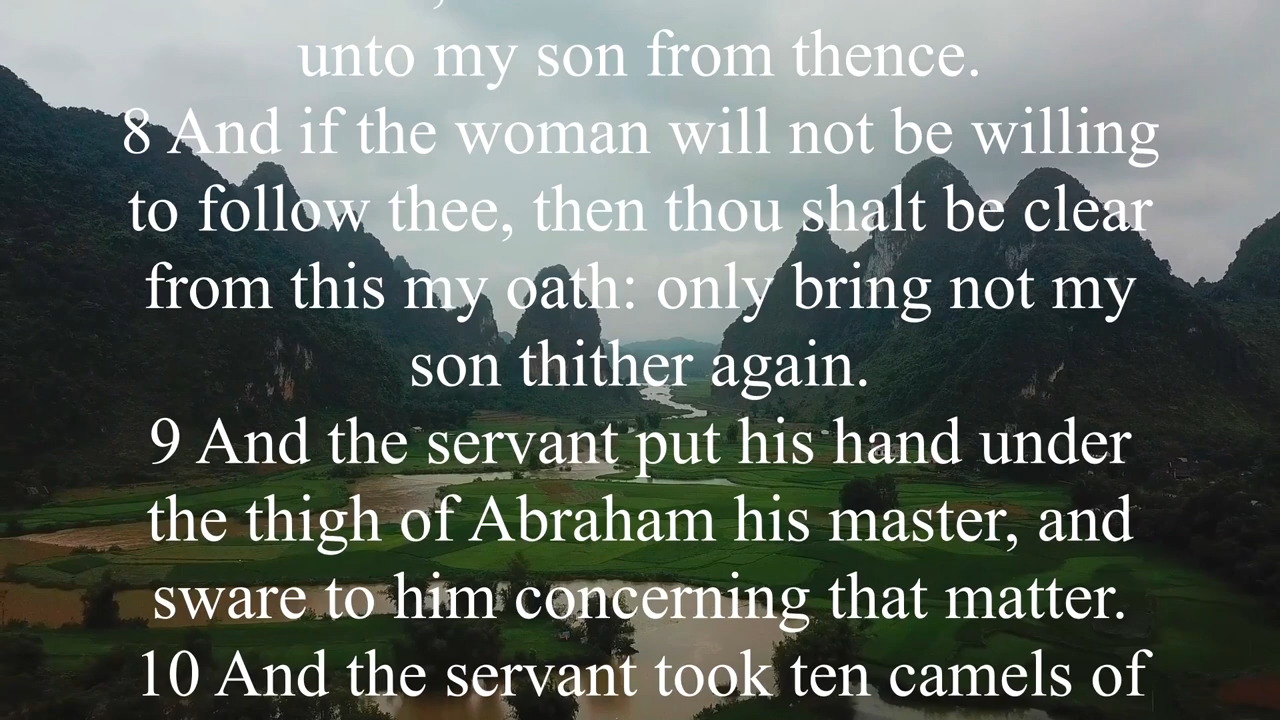 unto my son from thence.
8 And if the woman will not be willing
to follow thee, then thou shalt be clear
from this my oath: only bring not my
son thither again.
9 And the servant put his hand under
the thigh of Abraham his master, and
sware to him concerning that matter.
10 And the servant took ten camels of